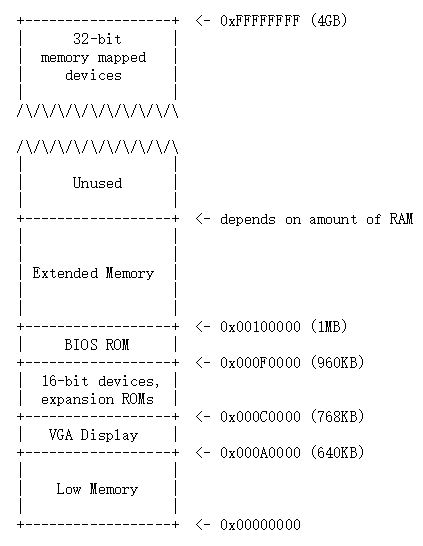 +------------------+ <- 0xFFFFFFFF (4GB)
| 32-bit |
| memory mapped |
| devices |
| |
/\/\/\/\/\/\/\/\/\/\
/\/\/\/\/\/\/\/\/\/\
| |
| Unused |
| |
+------------------+ <- depends on amount of RAM
| |
| |
| Extended Memory |
| |
| |
+------------------+ <- 0x00100000 (1MB)
| BIOS ROM |
+------------------+ <- 0x000F0000 (960KB)
| 16-bit devices, |
| expansion ROMs |
+------------------+ <- 0x000C0000 (768KB)
| VGA Display |
+------------------+ <- 0x000A0000 (640KB)
| |
| Low Memory |
| |
+------------------+ <- 0x00000000